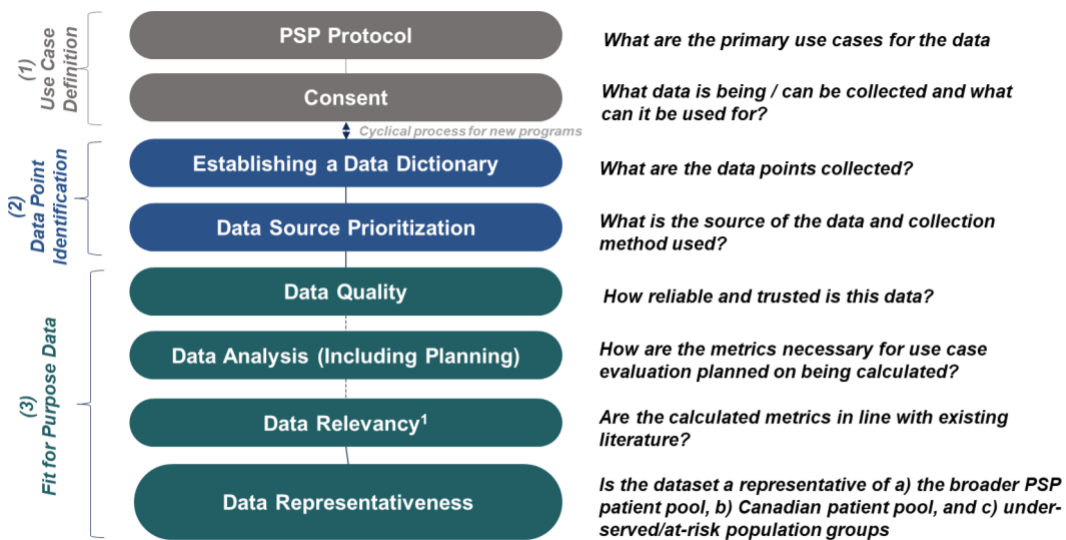 (1)
Use Case
Definition
PSP Protocol
What are the primary use cases for the data
Consent
What data is being / can be collected and what
can it be used for?
Cyclical process for new programs
(2)
Data Point
Identification
Establishing a Data Dictionary
What are the data points collected?
Data Source Prioritization
What is the source of the data and collection
method used?
(3)
Fit for Purpose Data
Data Quality
How reliable and trusted is this data?
Data Analysis (Including Planning)
How are the metrics necessary for use case
evaluation planned on being calculated?
Data Relevancy¹
Are the calculated metrics in line with existing
literature?
Data Representativeness
Is the dataset a representative of a) the broader PSP
patient pool, b) Canadian patient pool, and c) under-
served/at-risk population groups